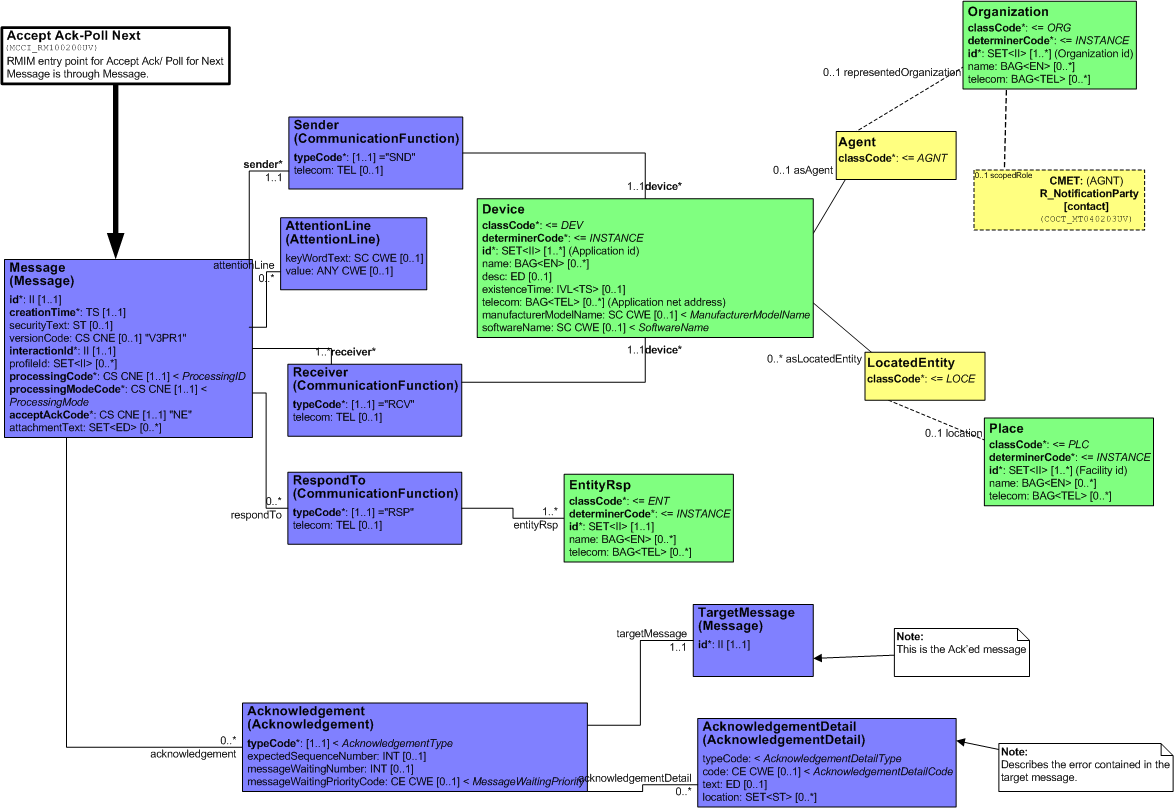 Accept Ack-Poll Next
(MCCI_RM100200UV)
RMIM entry point for Accept Ack/ Poll for Next
Message is through Message.
Organization
classCode*: <= ORG
determinerCode*: <= INSTANCE
id*: SET<II> [1..*] (Organization id)
name: BAG<EN> [0..*]
telecom: BAG<TEL> [0..*]
0..1 representedOrganization
Agent
classCode*: <= AGNT
0..1 asAgent
0..1 scopedRole
CMET: (AGNT)
R_NotificationParty
[contact]
(COCT_MT040203UV)
Sender
(CommunicationFunction)
typeCode*: [1..1] ="SND"
telecom: TEL [0..1]
sender*
1..1
1..1 device*
AttentionLine
(AttentionLine)
keyWordText: SC CWE [0..1]
value: ANY CWE [0..1]
attentionLine
0..*
Device
classCode*: <= DEV
determinerCode*: <= INSTANCE
id*: SET<II> [1..*] (Application id)
name: BAG<EN> [0..*]
desc: ED [0..1]
existenceTime: IVL<TS> [0..1]
telecom: BAG<TEL> [0..*] (Application net address)
manufacturerModelName: SC CWE [0..1] < ManufacturerModelName
softwareName: SC CWE [0..1] < SoftwareName
Message
(Message)
id*: II [1..1]
creationTime*: TS [1..1]
securityText: ST [0..1]
versionCode: CS CNE [0..1] "V3PR1"
interactionId*: II [1..1]
profileId: SET<II> [0..*]
processingCode*: CS CNE [1..1] < ProcessingID
processingModeCode*: CS CNE [1..1] <
ProcessingMode
acceptAckCode*: CS CNE [1..1] "NE"
attachmentText: SET<ED> [0..*]
1..* receiver*
1..1 device*
Receiver
(CommunicationFunction)
typeCode*: [1..1] ="RCV"
telecom: TEL [0..1]
0..* asLocatedEntity
LocatedEntity
classCode*: <= LOCE
0..1 location
Place
classCode*: <= PLC
determinerCode*: <= INSTANCE
id*: SET<II> [1..*] (Facility id)
name: BAG<EN> [0..*]
telecom: BAG<TEL> [0..*]
RespondTo
(CommunicationFunction)
typeCode*: [1..1] ="RSP"
telecom: TEL [0..1]
0..*
respondTo
1..*
entityRsp
EntityRsp
classCode*: <= ENT
determinerCode*: <= INSTANCE
id*: SET<II> [1..1]
name: BAG<EN> [0..*]
telecom: BAG<TEL> [0..*]
TargetMessage
(Message)
id*: II [1..1]
targetMessage
1..1
Note:
This is the Ack'ed message
Acknowledgement
(Acknowledgement)
typeCode*: [1..1] < AcknowledgementType
expectedSequenceNumber: INT [0..1]
messageWaitingNumber: INT [0..1]
messageWaitingPriorityCode: CE CWE [0..1] < MessageWaitingPriority
0..*
acknowledgement
acknowledgementDetail
0..*
AcknowledgementDetail
(AcknowledgementDetail)
typeCode: < AcknowledgementDetailType
code: CE CWE [0..1] < AcknowledgementDetailCode
text: ED [0..1]
location: SET<ST> [0..*]
Note:
Describes the error contained in the
target message.